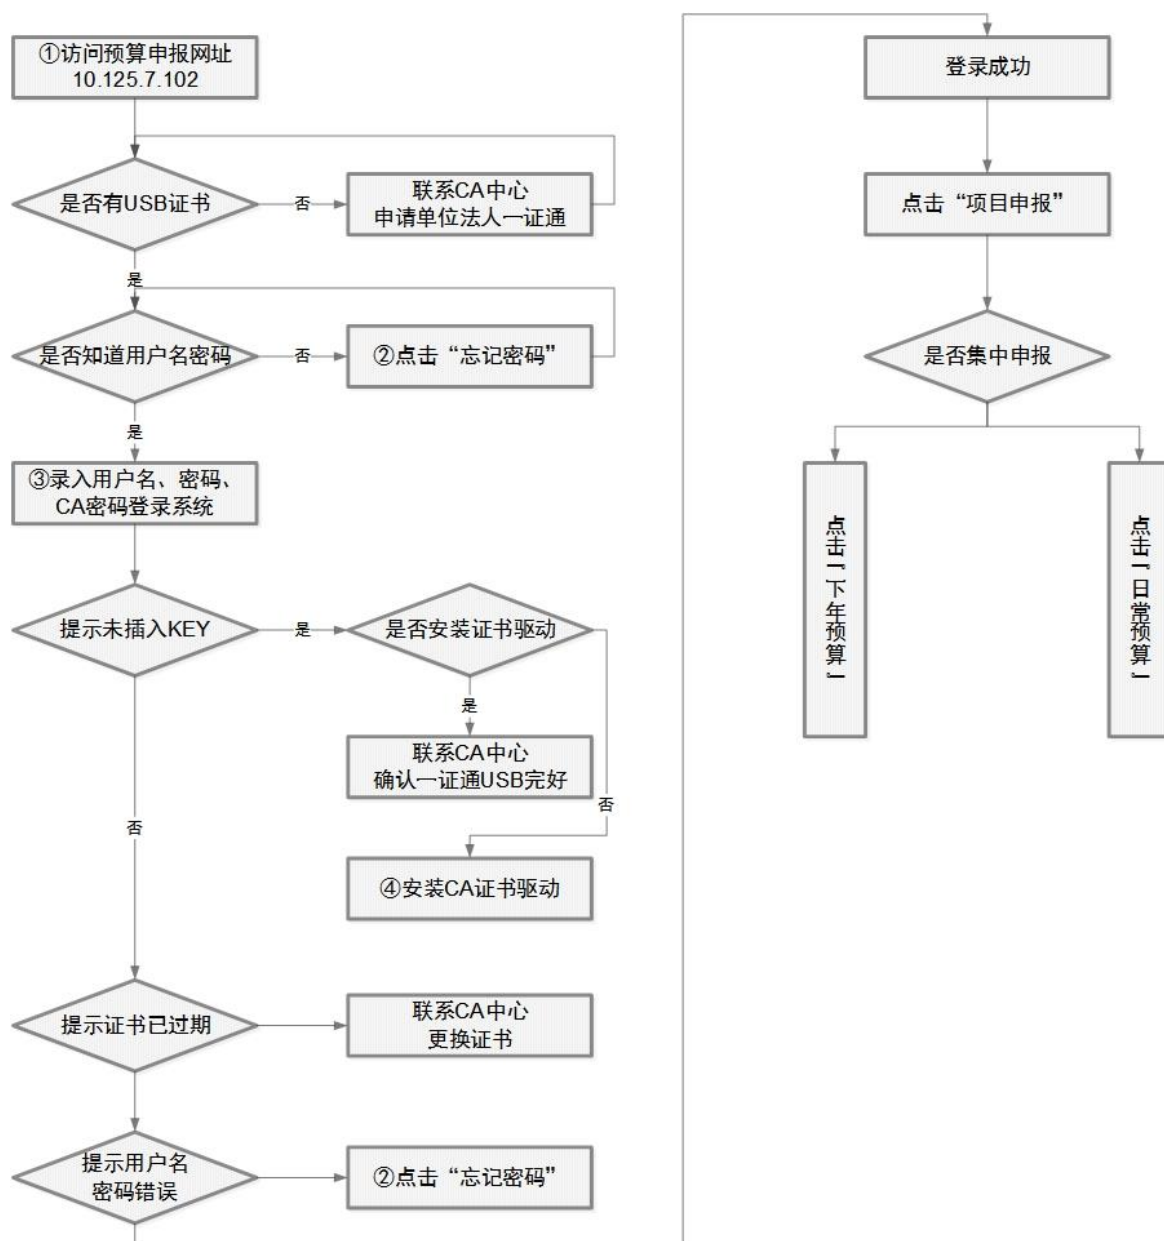 ①访问预算申报网址
10.125.7.102
是否有USB证书
否
联系CA中心
申请单位法人一证通
是
是否知道用户名密码
否
②点击“忘记密码”
是
③录入用户名、密码、
CA密码登录系统
提示未插入KEY
是
是否安装证书驱动
是
联系CA中心
确认一证通USB完好
否
否
④安装CA证书驱动
提示证书已过期
联系CA中心
更换证书
提示用户名
密码错误
②点击“忘记密码”
登录成功
点击“项目申报”
是否集中申报
点击“下年预算”
点击“日常预算”